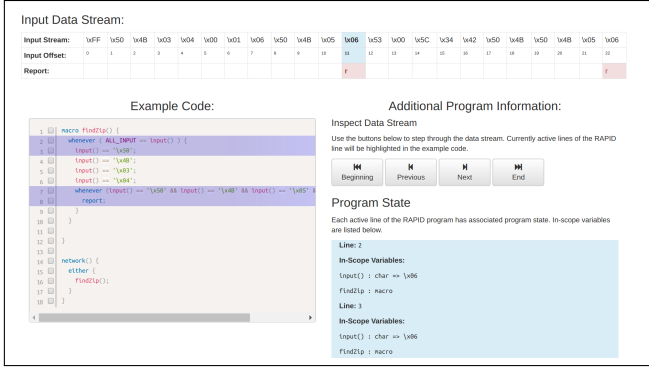 Input Data Stream:
Input Stream: \xFF \x50 \x4B \x03 \x04 \x00 \x01 \x06 \x50 \x4B \x05 \x06 \x53 \x00 \x5C \x34 \x42 \x50 \x4B \x50 \x4B \x05 \x06
Input Offset: 0 1 2 3 4 5 6 7 8 9 10 11 12 13 14 15 16 17 18 19 20 21 22
Report: r r
Example Code:
1 macro findZip() {
2 whenever ( ALL_INPUT == input() ) {
3 input() == '\x50';
4 input() == '\x4B';
5 input() == '\x03';
6 input() == '\x04';
7 whenever (input() == '\x50' && input() == '\x4B' && input() == '\x05' &
8 report;
9 }
10 }
11
12 }
13
14 network() {
15 either {
16 findZip();
17 }
18 }
Additional Program Information:
Inspect Data Stream
Use the buttons below to step through the data stream. Currently active lines of the RAPID
line will be highlighted in the example code.
Beginning Previous Next End
Program State
Each active line of the RAPID program has associated program state. In-scope variables
are listed below.
Line: 2
In-Scope Variables:
input() : char => \x06
findZip : macro
Line: 3
In-Scope Variables:
input() : char => \x06
findZip : macro